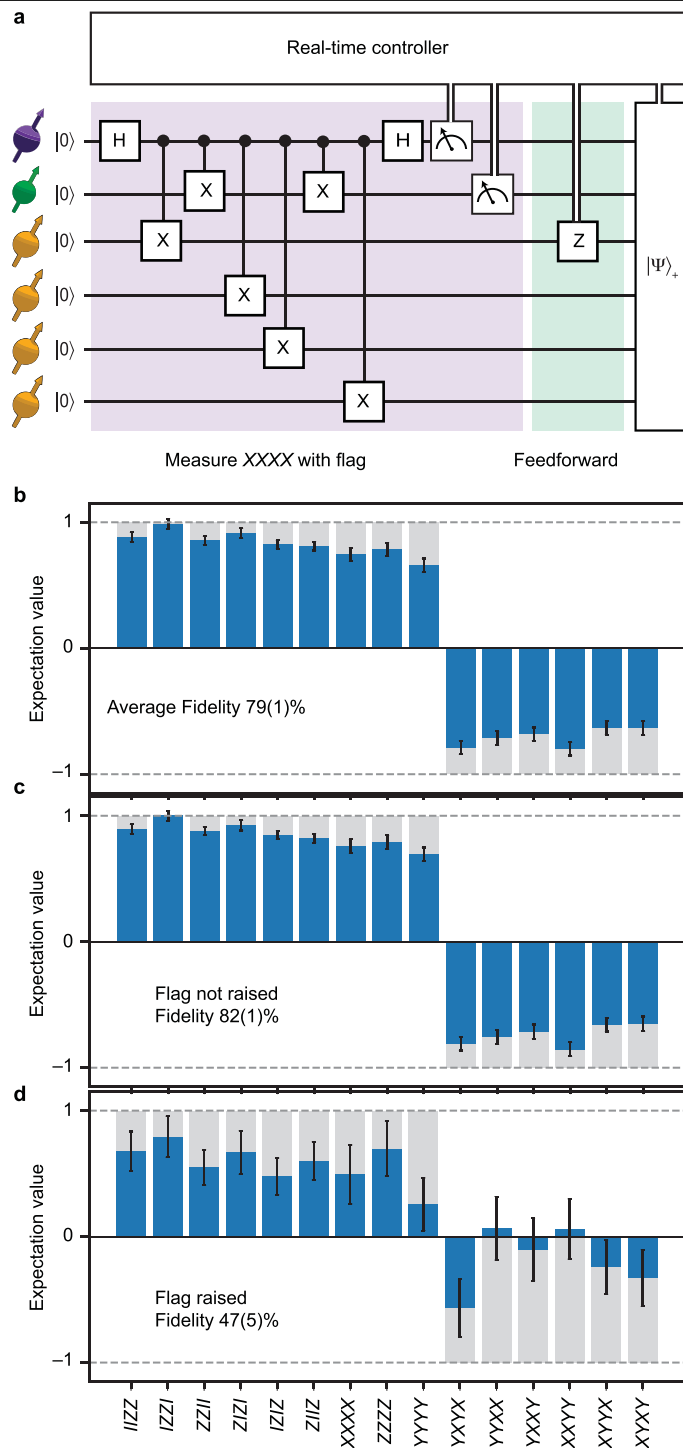 a
Real-time controller
|0⟩ H H
|0⟩ X X
|0⟩ X Z
|Ψ⟩₊
|0⟩ X
|0⟩ X
|0⟩ X
Measure XXXX with flag Feedforward
b
1
0
−1
Expectation value
Average Fidelity 79(1)%
c
1
0
−1
Expectation value
Flag not raised
Fidelity 82(1)%
d
1
0
−1
Expectation value
Flag raised
Fidelity 47(5)%
IIZZ
IZZI
ZZII
ZIZI
IZIZ
ZIIZ
XXXX
ZZZZ
YYYY
YXYX
YYXX
YXXY
XXYY
XYYX
XYXY